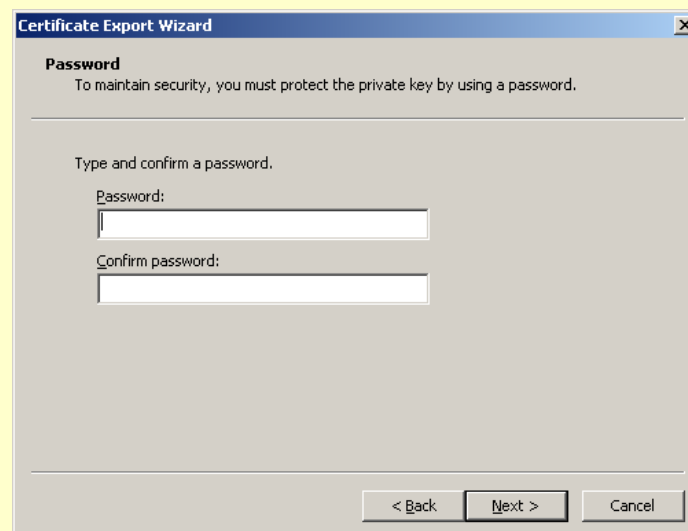 Certificate Export Wizard
Password
To maintain security, you must protect the private key by using a password.
Type and confirm a password.
Password:
Confirm password:
< Back Next > Cancel